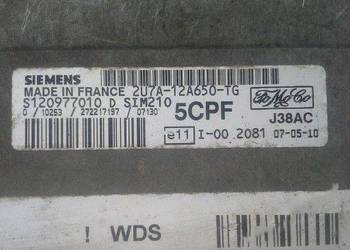 SIEMENS
MADE IN FRANCE 2U7A-12A650-TG
S120977010 D SIM210
0 / 10253 / 272217197 / 07130
5CPF
FoMoCo
J38AC
e11 I-00 2081 07-05-10
! WDS